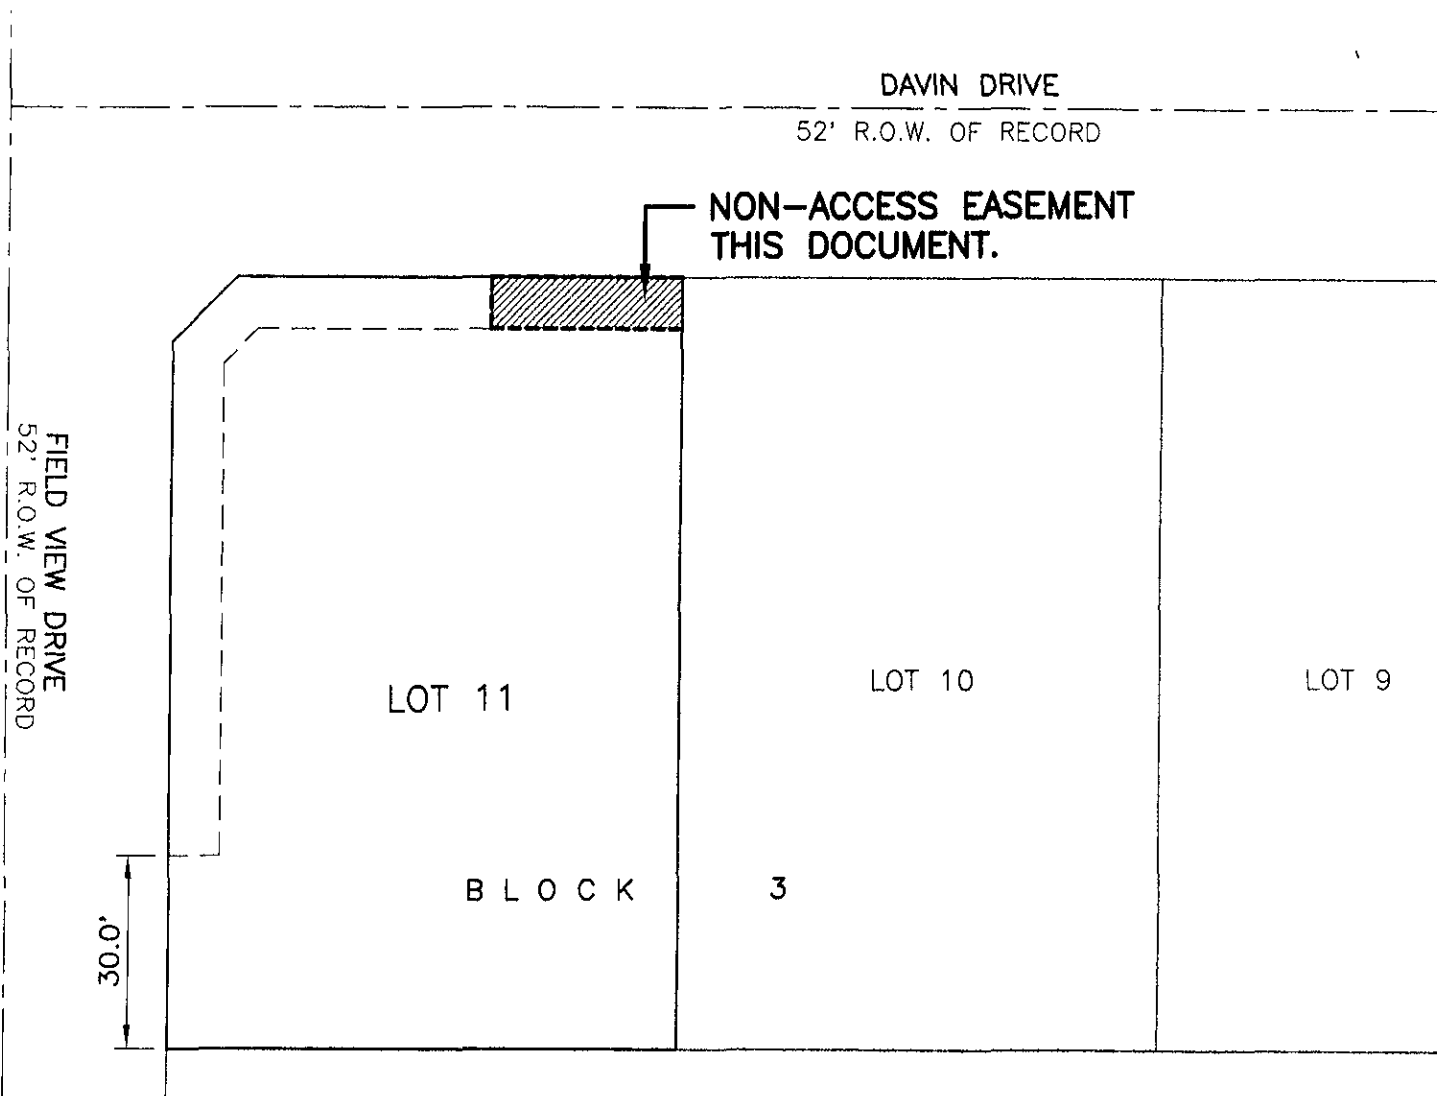 DAVIN DRIVE
52' R.O.W. OF RECORD
NON-ACCESS EASEMENT
THIS DOCUMENT.
FIELD VIEW DRIVE
52' R.O.W. OF RECORD
LOT 11
LOT 10
LOT 9
BLOCK 3
30.0'